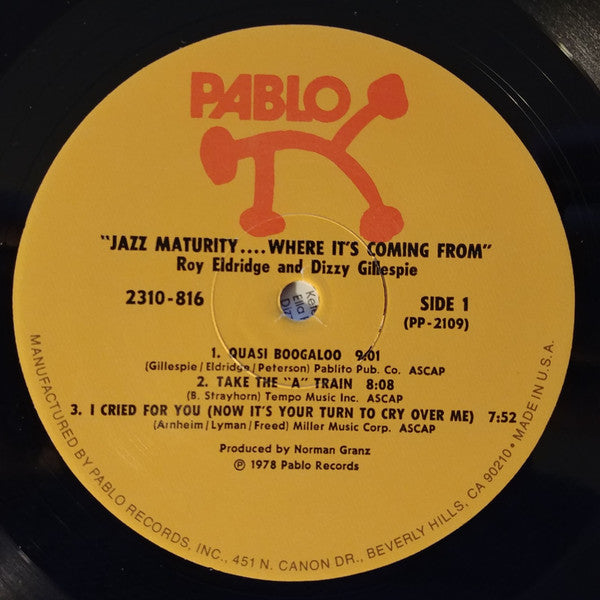 PABLO
"JAZZ MATURITY....WHERE IT'S COMING FROM"
Roy Eldridge and Dizzy Gillespie
2310-816
SIDE 1
(PP-2109)
1. QUASI BOOGALOO 9:01
(Gillespie/Eldridge/Peterson) Pablito Pub. Co. ASCAP
2. TAKE THE "A" TRAIN 8:08
(B. Strayhorn) Tempo Music Inc. ASCAP
3. I CRIED FOR YOU (NOW IT'S YOUR TURN TO CRY OVER ME) 7:52
(Arnheim/Lyman/Freed) Miller Music Corp. ASCAP
Produced by Norman Granz
℗ 1978 Pablo Records
MANUFACTURED BY PABLO RECORDS, INC., 451 N. CANON DR., BEVERLY HILLS, CA 90210 • MADE IN U.S.A.